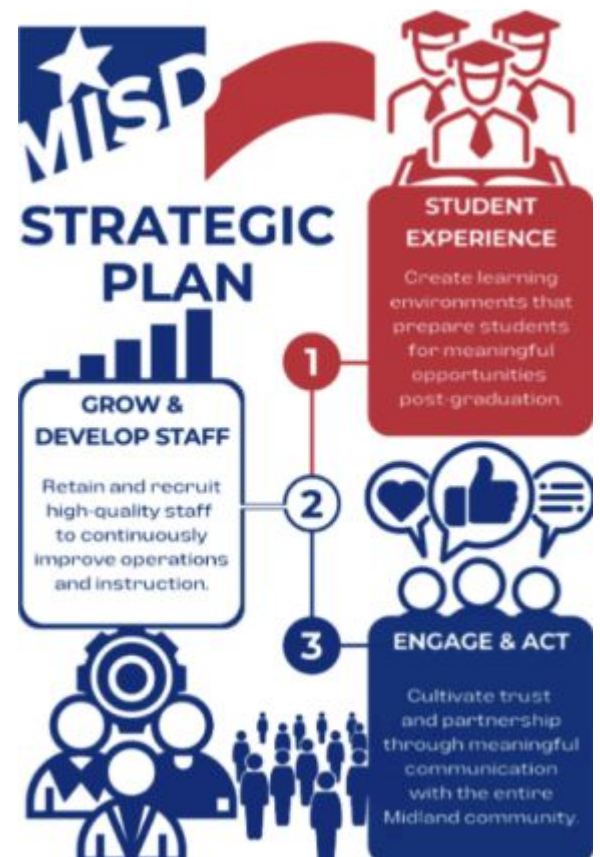 MISD
STRATEGIC
PLAN
1
STUDENT
EXPERIENCE
Create learning
environments that
prepare students
for meaningful
opportunities
post-graduation.
2
GROW &
DEVELOP STAFF
Retain and recruit
high-quality staff
to continuously
improve operations
and instruction.
3
ENGAGE & ACT
Cultivate trust
and partnership
through meaningful
communication
with the entire
Midland community.